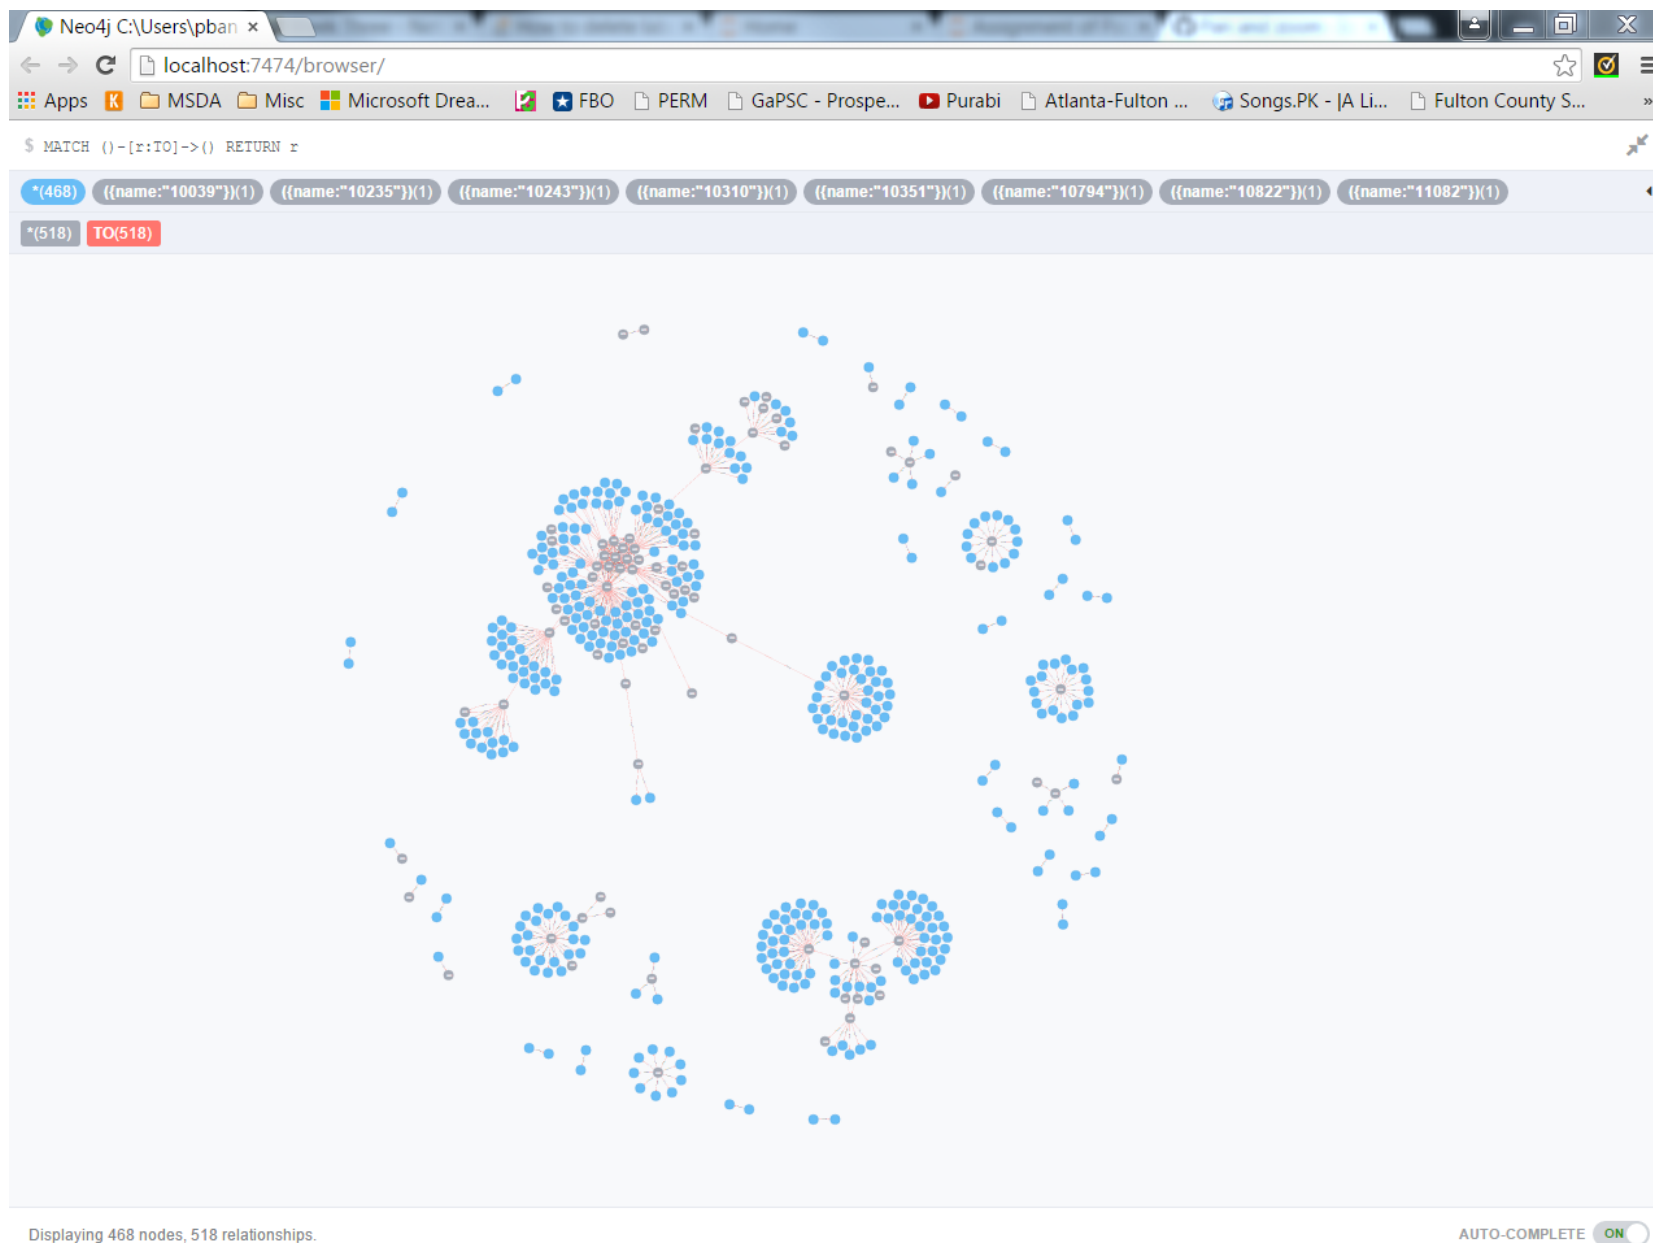 Neo4j C:\Users\pban
localhost:7474/browser/
Apps MSDA Misc Microsoft Drea... FBO PERM GaPSC - Prospe... Purabi Atlanta-Fulton ... Songs.PK - |A Li... Fulton County S... »
$ MATCH ()-[r:TO]->() RETURN r
*(468) {{name:"10039"}}(1) {{name:"10235"}}(1) {{name:"10243"}}(1) {{name:"10310"}}(1) {{name:"10351"}}(1) {{name:"10794"}}(1) {{name:"10822"}}(1) {{name:"11082"}}(1)
*(518) TO(518)
Displaying 468 nodes, 518 relationships.
AUTO-COMPLETE ON